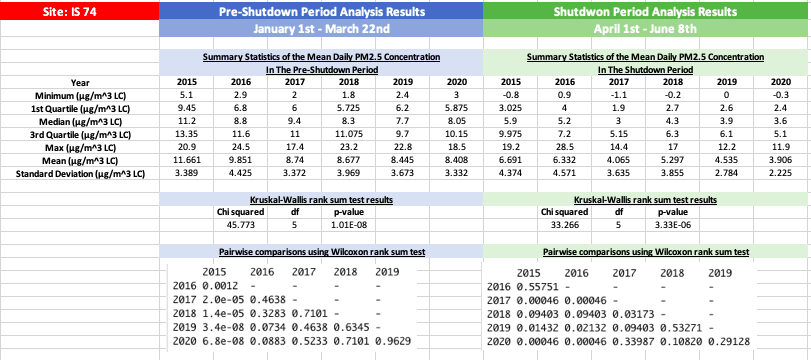 Site: IS 74 Pre-Shutdown Period Analysis Results Shutdwon Period Analysis Results
January 1st - March 22nd April 1st - June 8th
Summary Statistics of the Mean Daily PM2.5 Concentration Summary Statistics of the Mean Daily PM2.5 Concentration
In The Pre-Shutdown Period In The Shutdown Period
Year 2015 2016 2017 2018 2019 2020 2015 2016 2017 2018 2019 2020
Minimum (µg/m^3 LC) 5.1 2.9 2 1.8 2.4 3 -0.8 0.9 -1.1 -0.2 0 -0.3
1st Quartile (µg/m^3 LC) 9.45 6.8 6 5.725 6.2 5.875 3.025 4 1.9 2.7 2.6 2.4
Median (µg/m^3 LC) 11.2 8.8 9.4 8.3 7.7 8.05 5.9 5.2 3 4.3 3.9 3.6
3rd Quartile (µg/m^3 LC) 13.35 11.6 11 11.075 9.7 10.15 9.975 7.2 5.15 6.3 6.1 5.1
Max (µg/m^3 LC) 20.9 24.5 17.4 23.2 22.8 18.5 19.2 28.5 14.4 17 12.2 11.9
Mean (µg/m^3 LC) 11.661 9.851 8.74 8.677 8.445 8.408 6.691 6.332 4.065 5.297 4.535 3.906
Standard Deviation (µg/m^3 LC) 3.389 4.425 3.372 3.969 3.673 3.332 4.374 4.571 3.635 3.855 2.784 2.225
Kruskal-Wallis rank sum test results Kruskal-Wallis rank sum test results
Chi squared df p-value Chi squared df p-value
45.773 5 1.01E-08 33.266 5 3.33E-06
Pairwise comparisons using Wilcoxon rank sum test Pairwise comparisons using Wilcoxon rank sum test
2015 2016 2017 2018 2019 2015 2016 2017 2018 2019
2016 0.0012 - - - - 2016 0.55751 - - - -
2017 2.0e-05 0.4638 - - - 2017 0.00046 0.00046 - - -
2018 1.4e-05 0.3283 0.7101 - - 2018 0.09403 0.09403 0.03173 - -
2019 3.4e-08 0.0734 0.4638 0.6345 - 2019 0.01432 0.02132 0.09403 0.53271 -
2020 6.8e-08 0.0883 0.5233 0.7101 0.9629 2020 0.00046 0.00046 0.33987 0.10820 0.29128